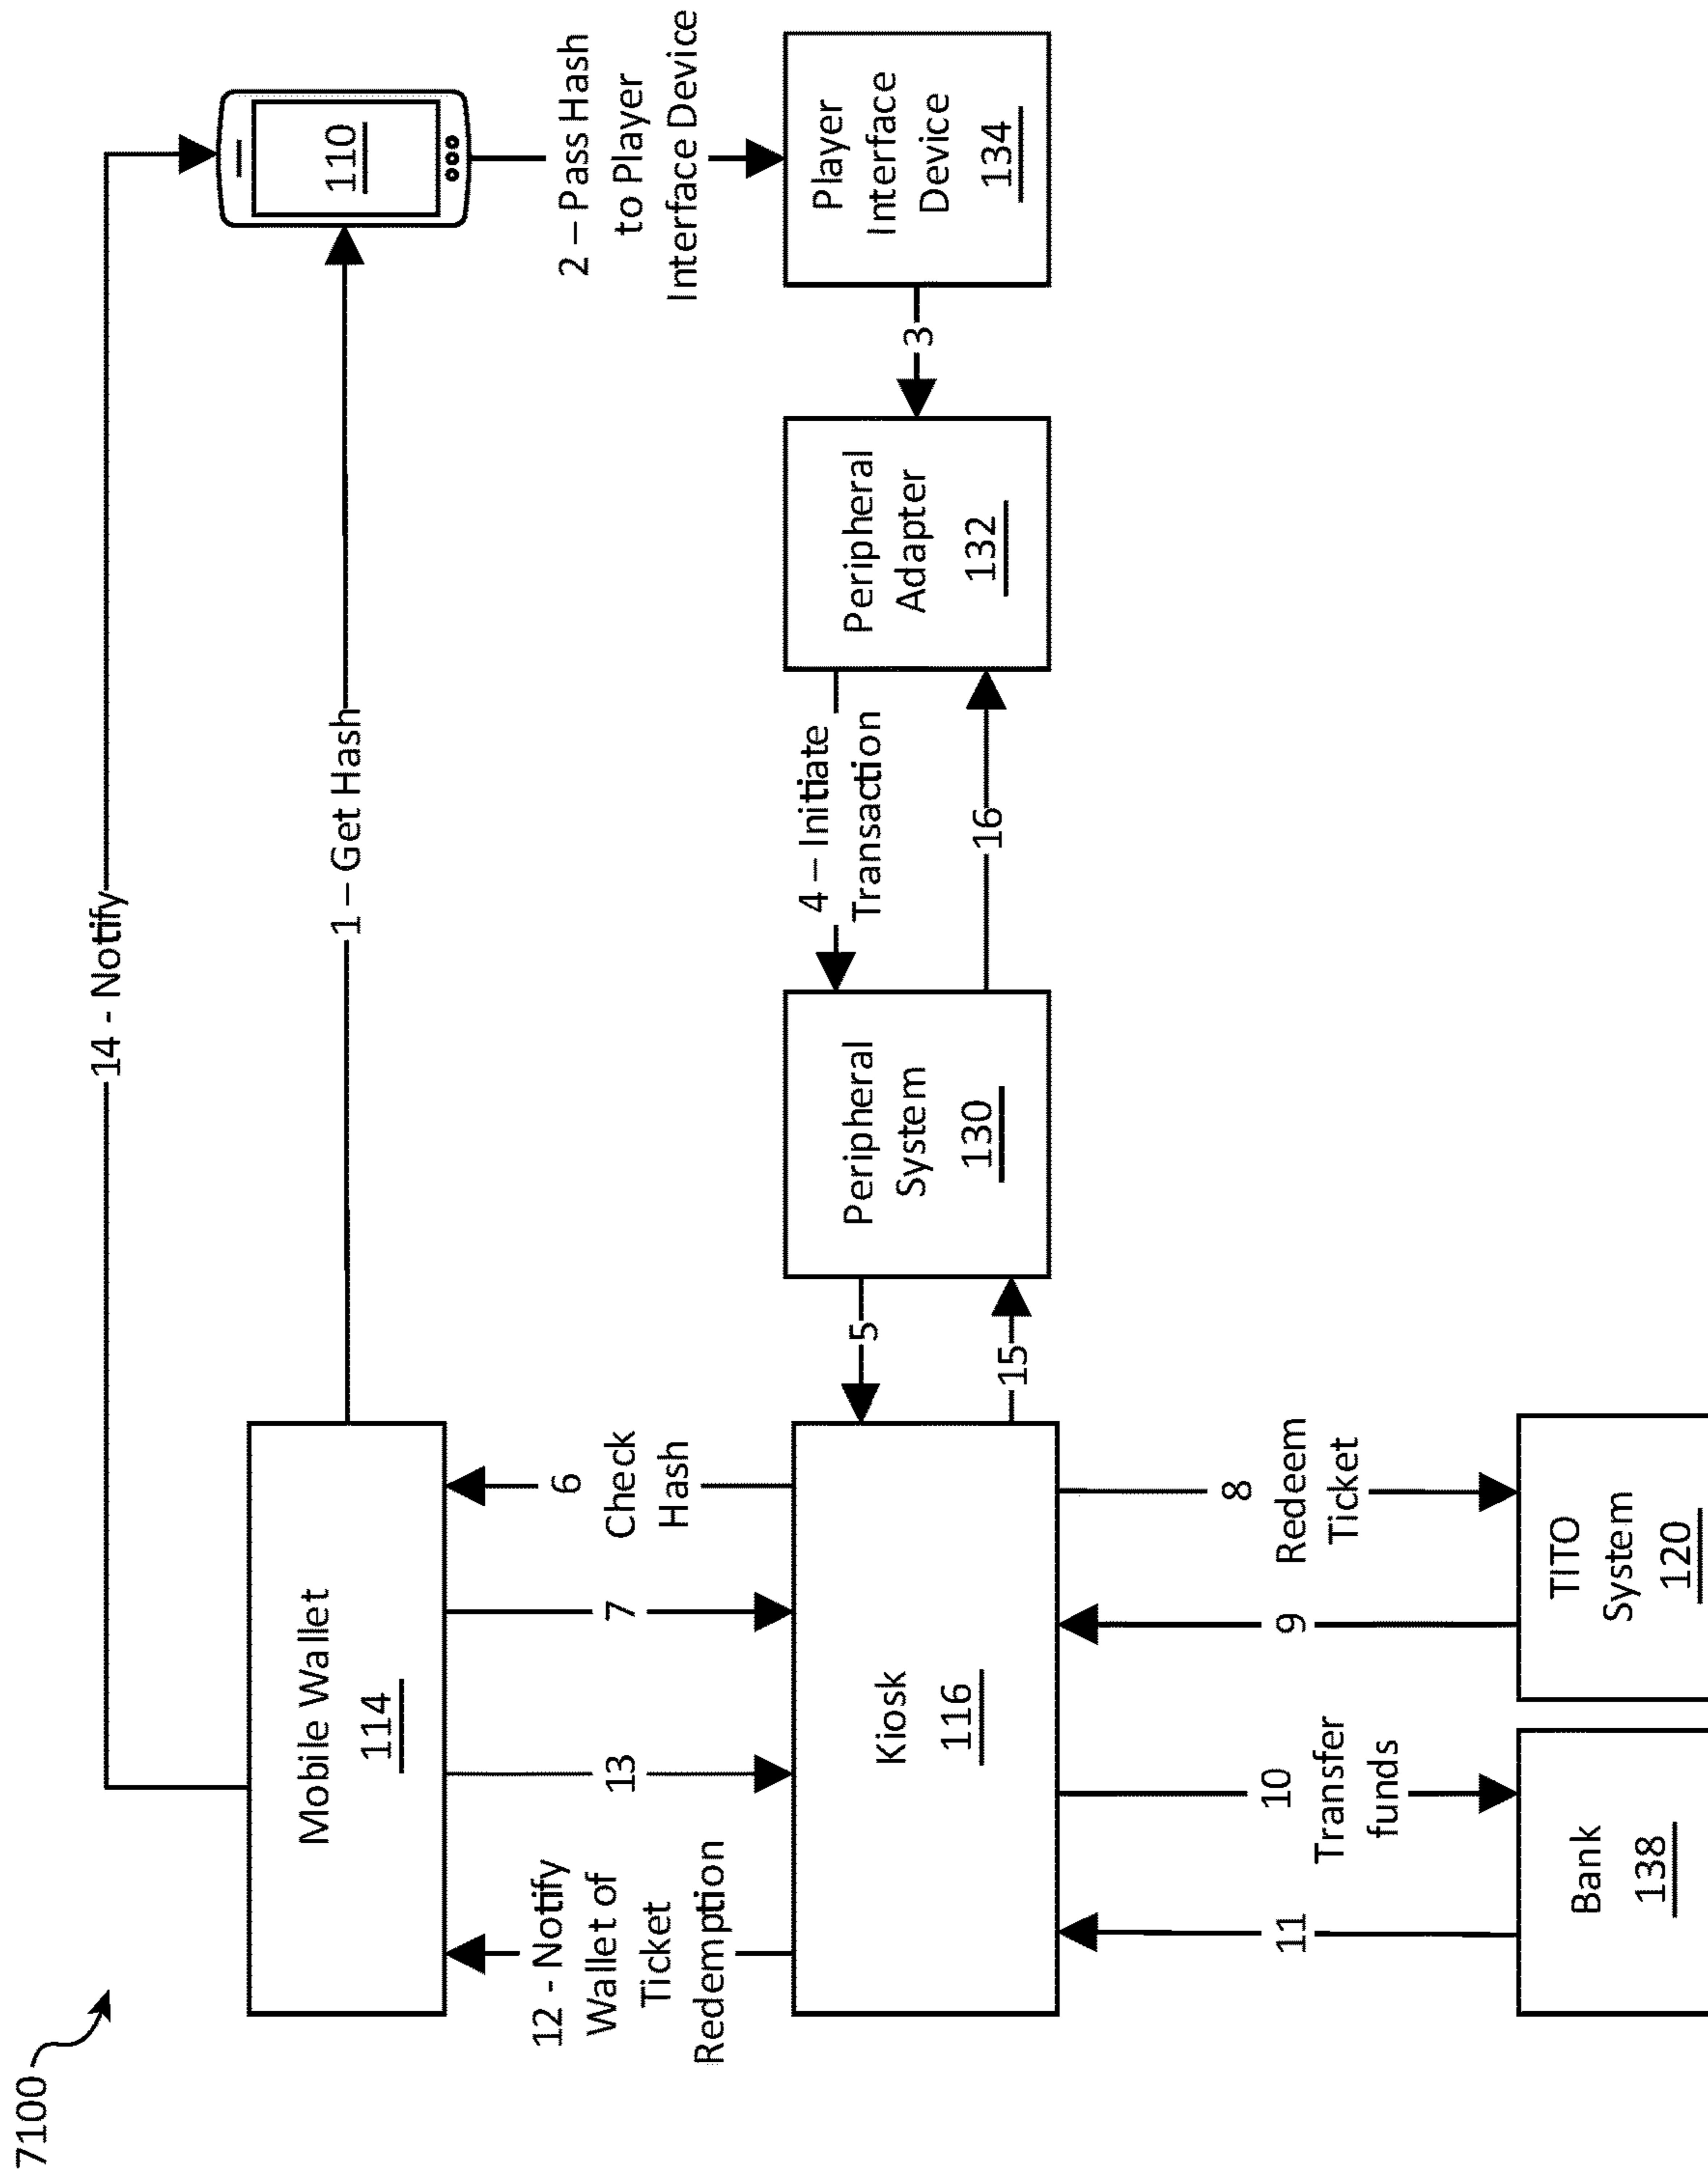 7100
14 - Notify
1 – Get Hash
110
2 – Pass Hash
to Player
Interface Device
Mobile Wallet
114
12 - Notify
Wallet of
Ticket
Redemption
13
7
6
Check
Hash
Kiosk
116
5
15
Peripheral
System
130
4 – Initiate
Transaction
16
Peripheral
Adapter
132
3
Player
Interface
Device
134
11
10
Transfer
funds
9
8
Redeem
Ticket
Bank
138
TITO
System
120